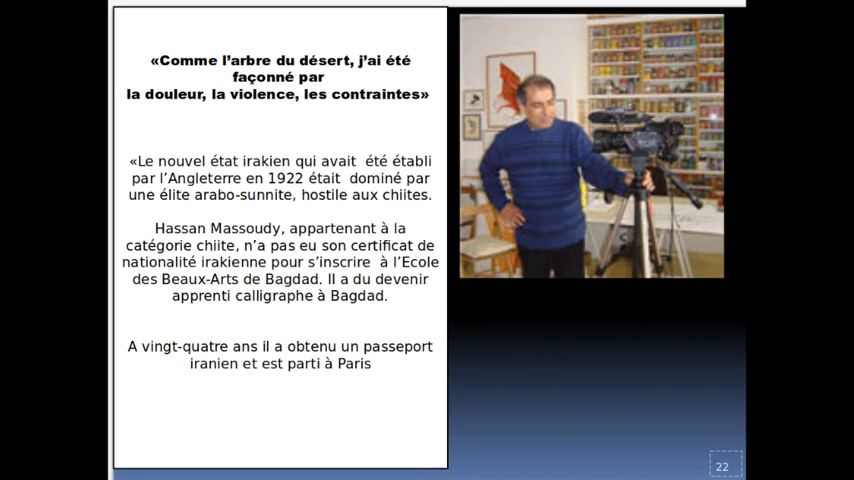 «Comme l’arbre du désert, j’ai été
façonné par
la douleur, la violence, les contraintes»
«Le nouvel état irakien qui avait  été établi
par l’Angleterre en 1922 était  dominé par
une élite arabo-sunnite, hostile aux chiites.
Hassan Massoudy, appartenant à la
catégorie chiite, n’a pas eu son certificat de
nationalité irakienne pour s’inscrire  à l’Ecole
des Beaux-Arts de Bagdad. Il a du devenir
apprenti calligraphe à Bagdad.
A vingt-quatre ans il a obtenu un passeport
iranien et est parti à Paris
22